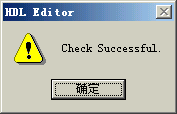 HDL Editor
Check Successful.
确定